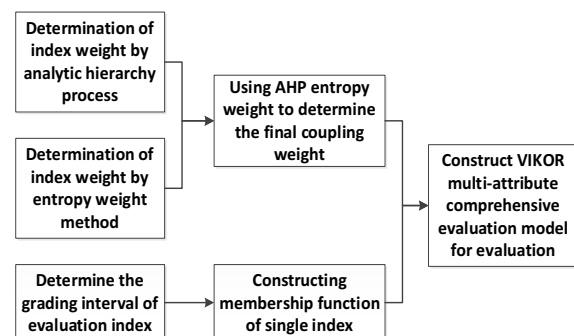 Determination of
index weight by
analytic hierarchy
process
Using AHP entropy
weight to determine
the final coupling
weight
Determination of
index weight by
entropy weight
method
Construct VIKOR
multi-attribute
comprehensive
evaluation model
for evaluation
Determine the
grading interval of
evaluation index
Constructing
membership function
of single index